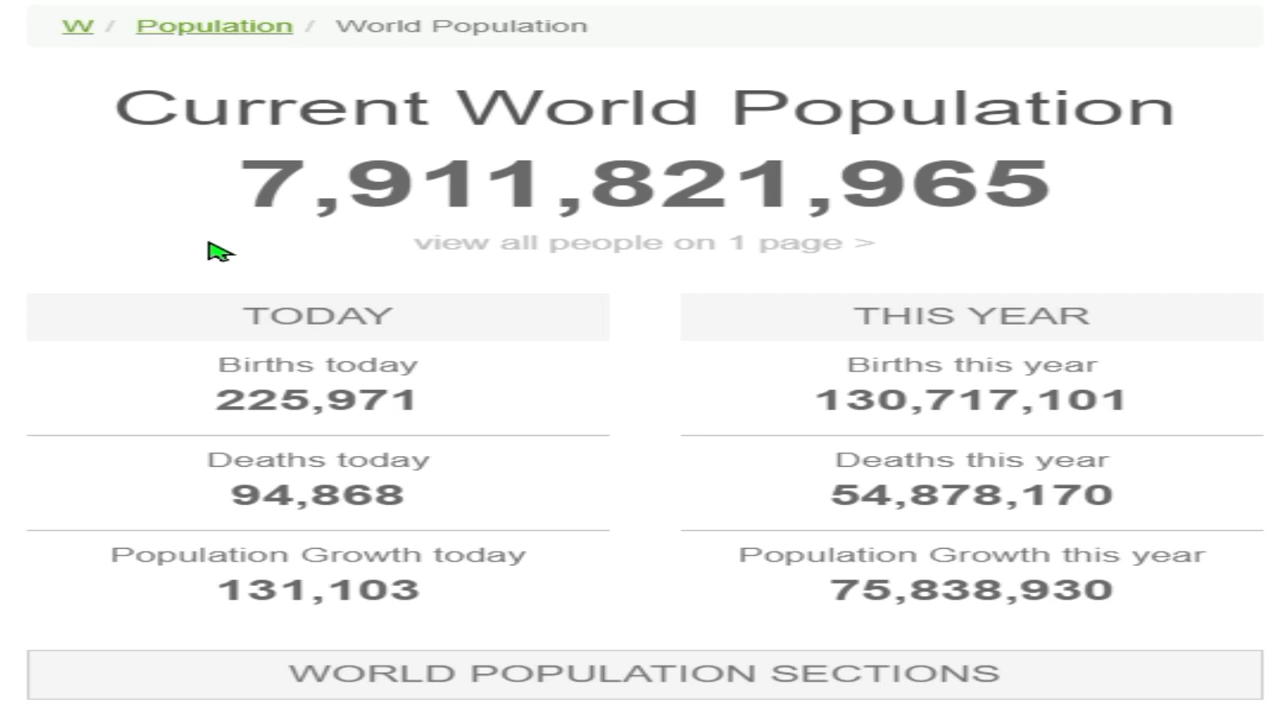 W / Population / World Population
Current World Population
7,911,821,965
view all people on 1 page >
TODAY
Births today
225,971
Deaths today
94,868
Population Growth today
131,103
THIS YEAR
Births this year
130,717,101
Deaths this year
54,878,170
Population Growth this year
75,838,930
WORLD POPULATION SECTIONS